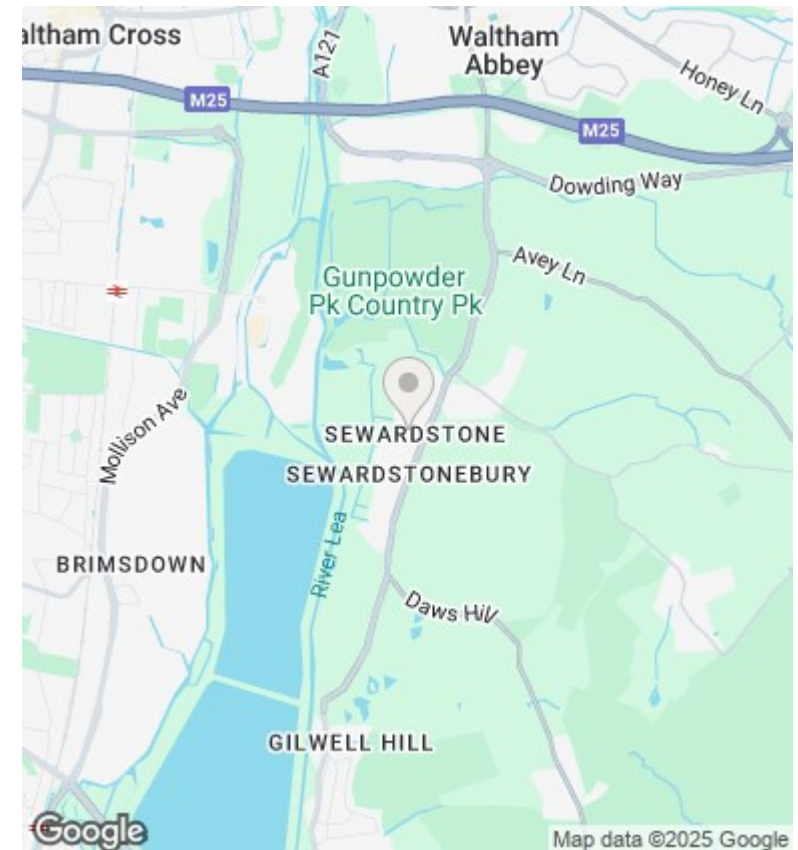 altham Cross
A121
Waltham
Abbey
Honey Ln
M25
M25
Dowding Way
Avey Ln
Gunpowder
Pk Country Pk
Mollison Ave
SEWARDSTONE
SEWARDSTONEBURY
River Lea
BRIMSDOWN
Daws Hill
GILWELL HILL
Google
Map data ©2025 Google